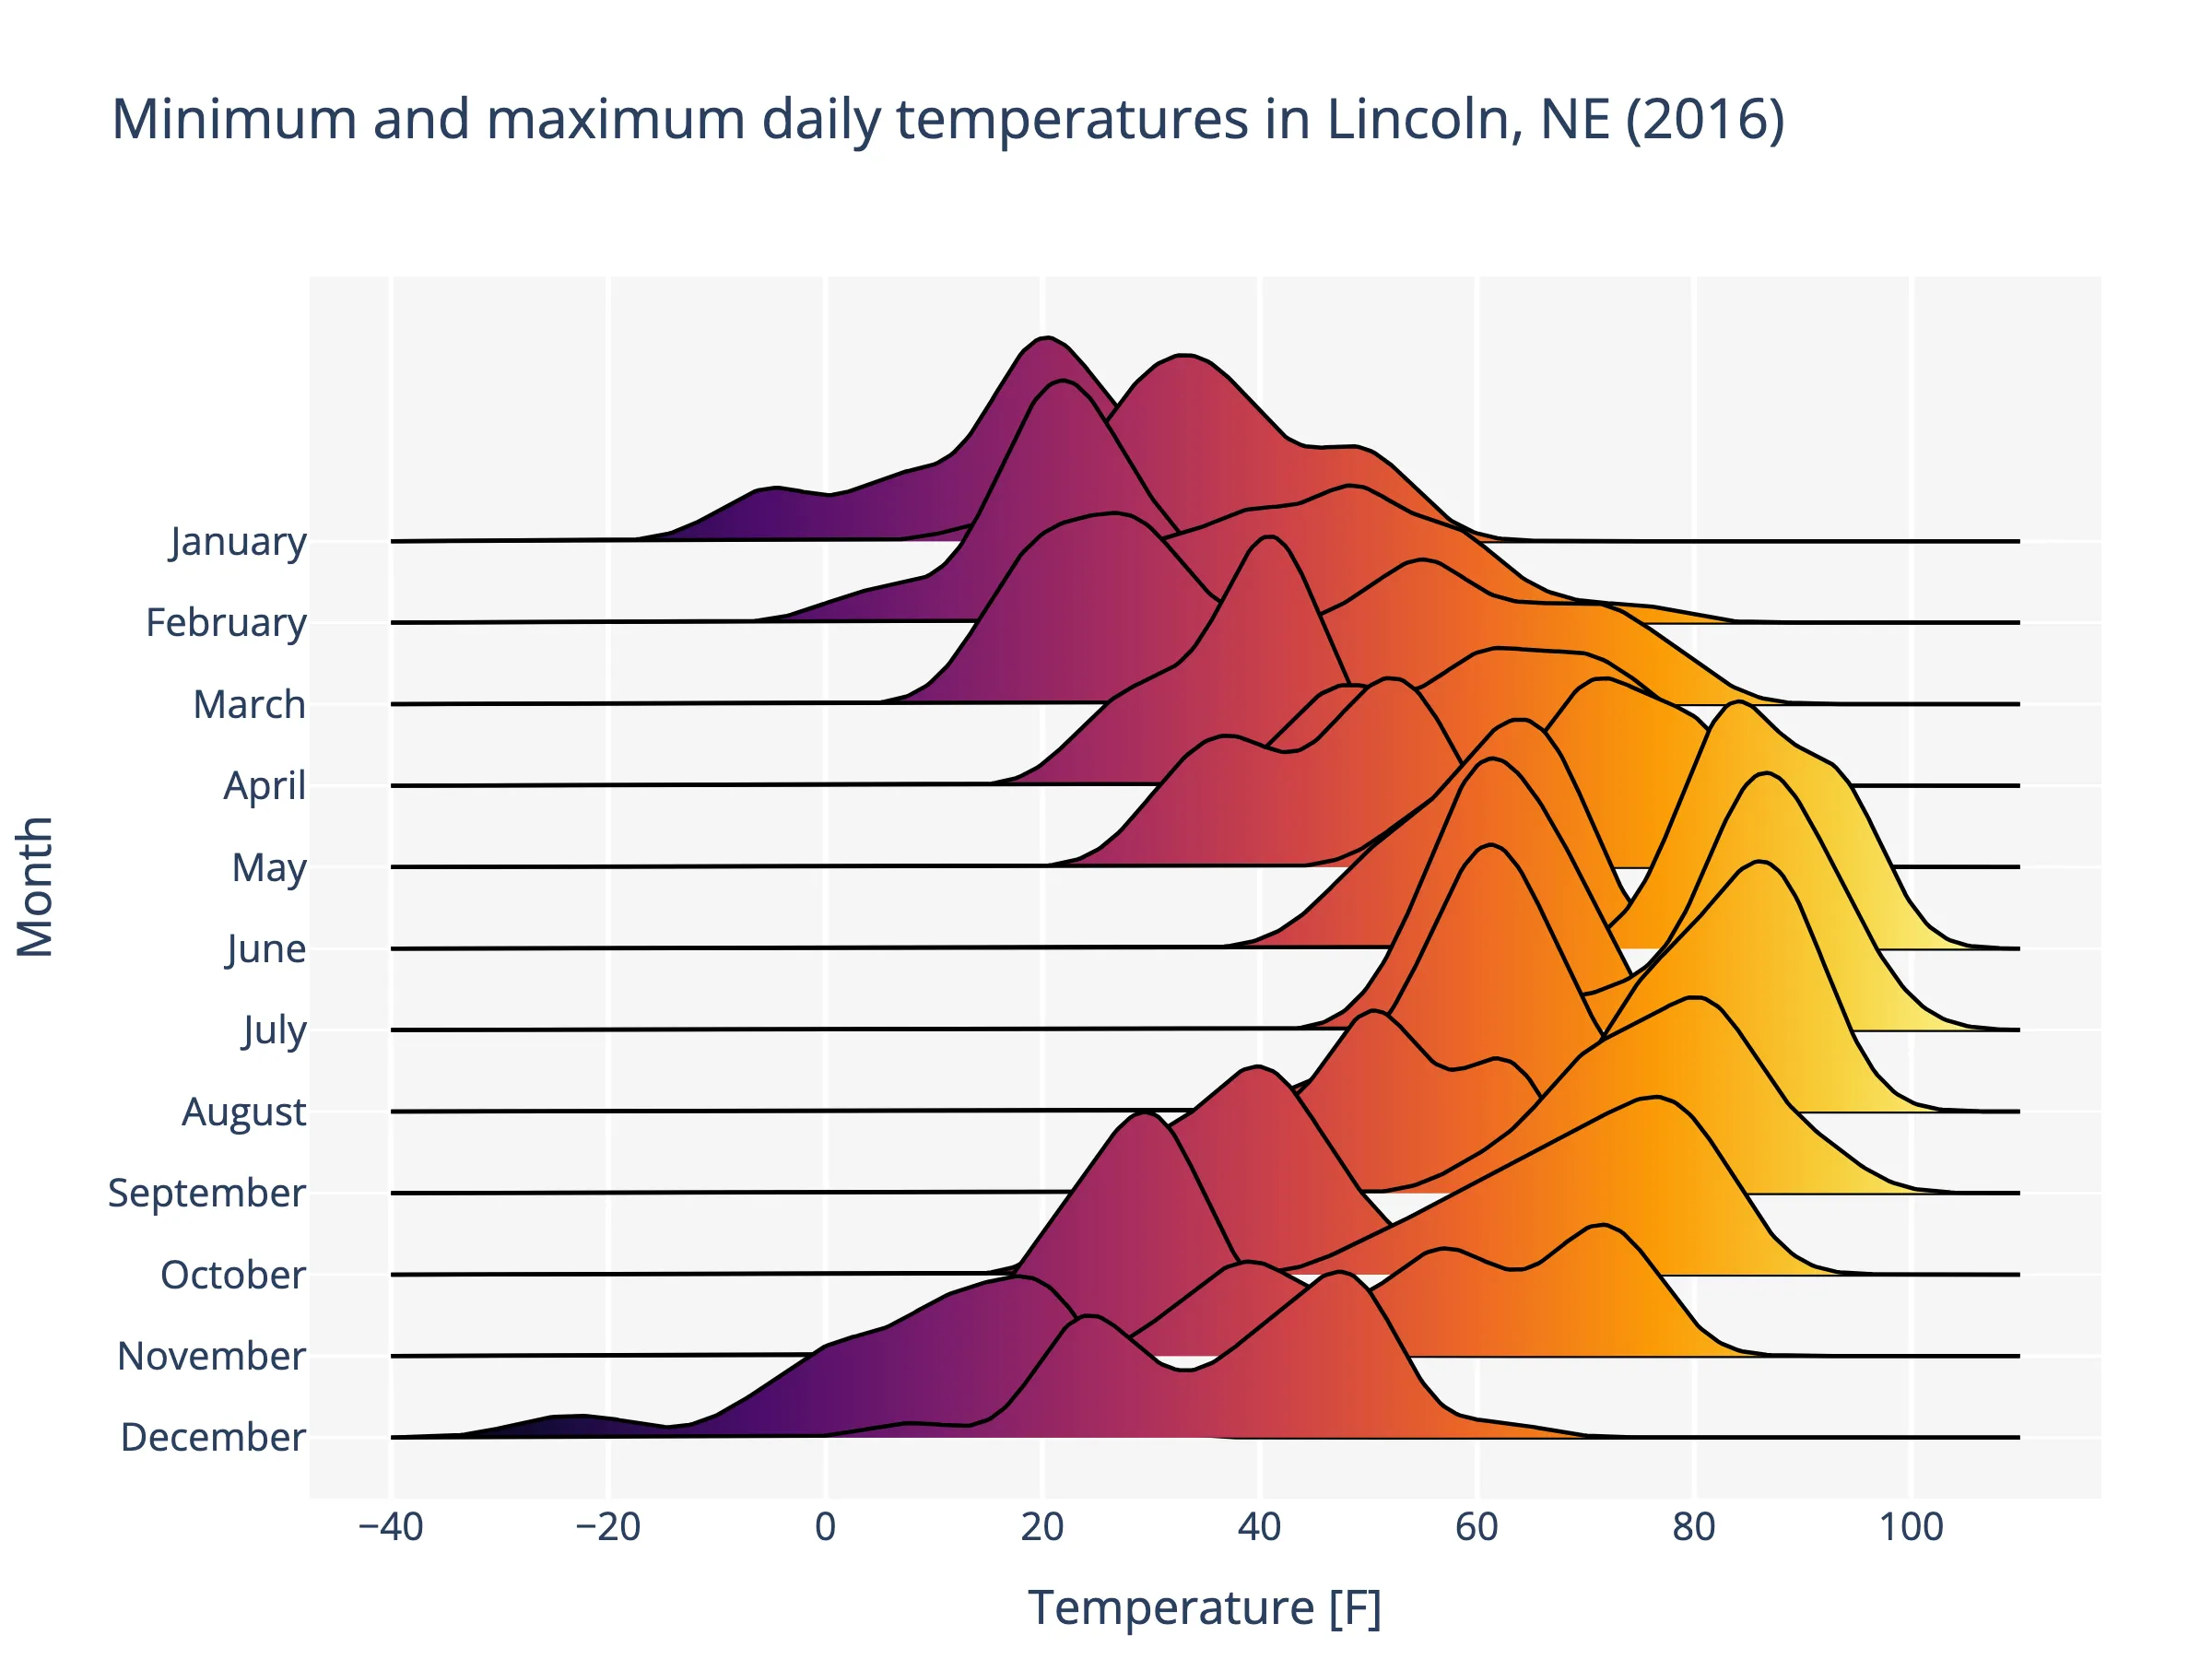 Minimum and maximum daily temperatures in Lincoln, NE (2016)
Month
January
February
March
April
May
June
July
August
September
October
November
December
−40 −20 0 20 40 60 80 100
Temperature [F]